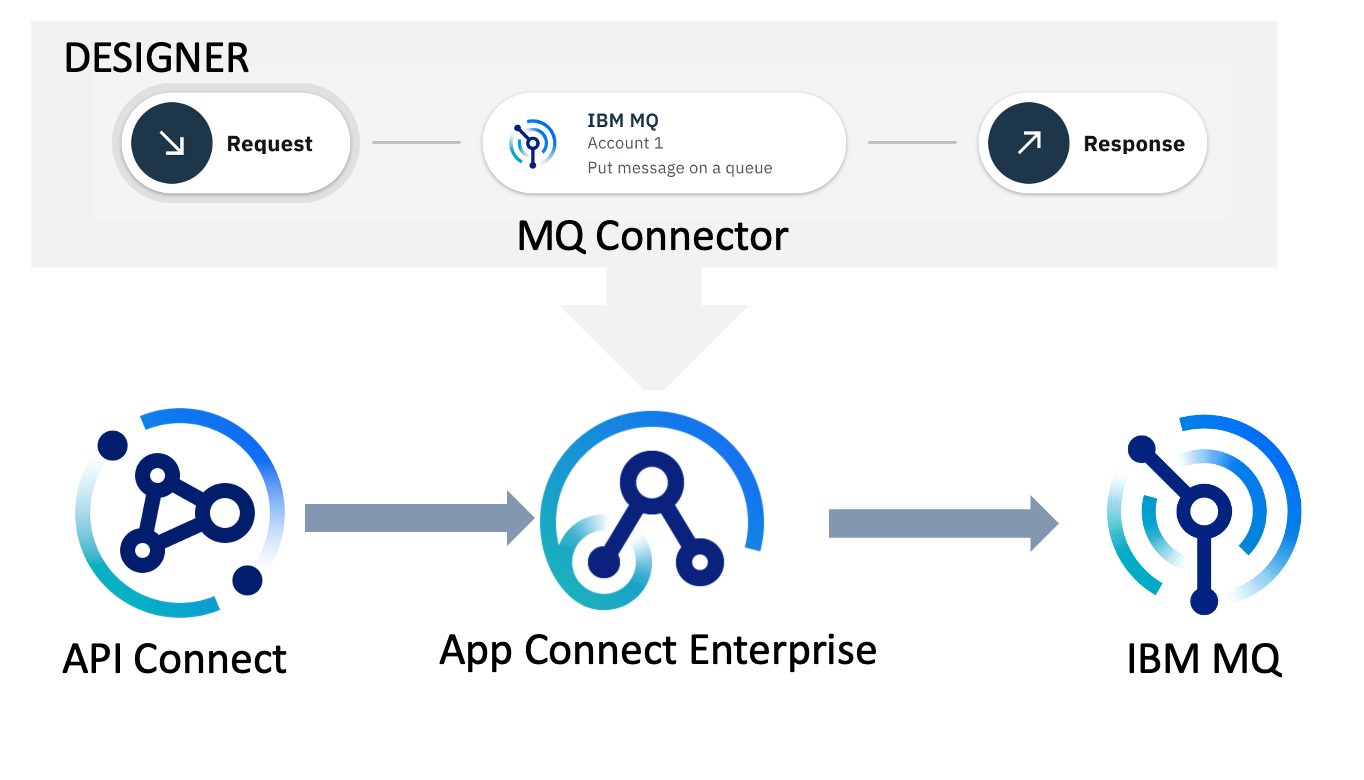 DESIGNER
Request
IBM MQ
Account 1
Put message on a queue
Response
MQ Connector
API Connect
App Connect Enterprise
IBM MQ